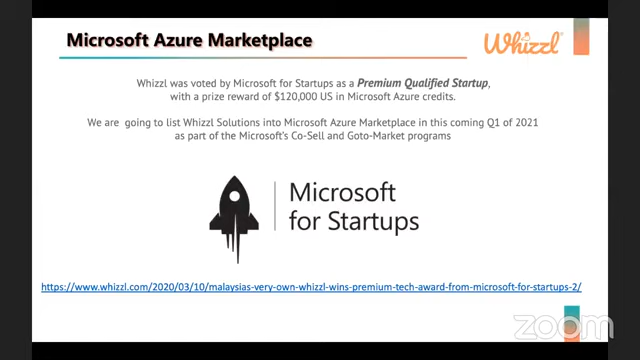 Microsoft Azure Marketplace
Whizzl®
Whizzl was voted by Microsoft for Startups as a Premium Qualified Startup,
with a prize reward of $120,000 US in Microsoft Azure credits.
We are going to list Whizzl Solutions into Microsoft Azure Marketplace in this coming Q1 of 2021
as part of the Microsoft's Co-Sell and Goto-Market programs
Microsoft
for Startups
https://www.whizzl.com/2020/03/10/malaysias-very-own-whizzl-wins-premium-tech-award-from-microsoft-for-startups-2/
zoom